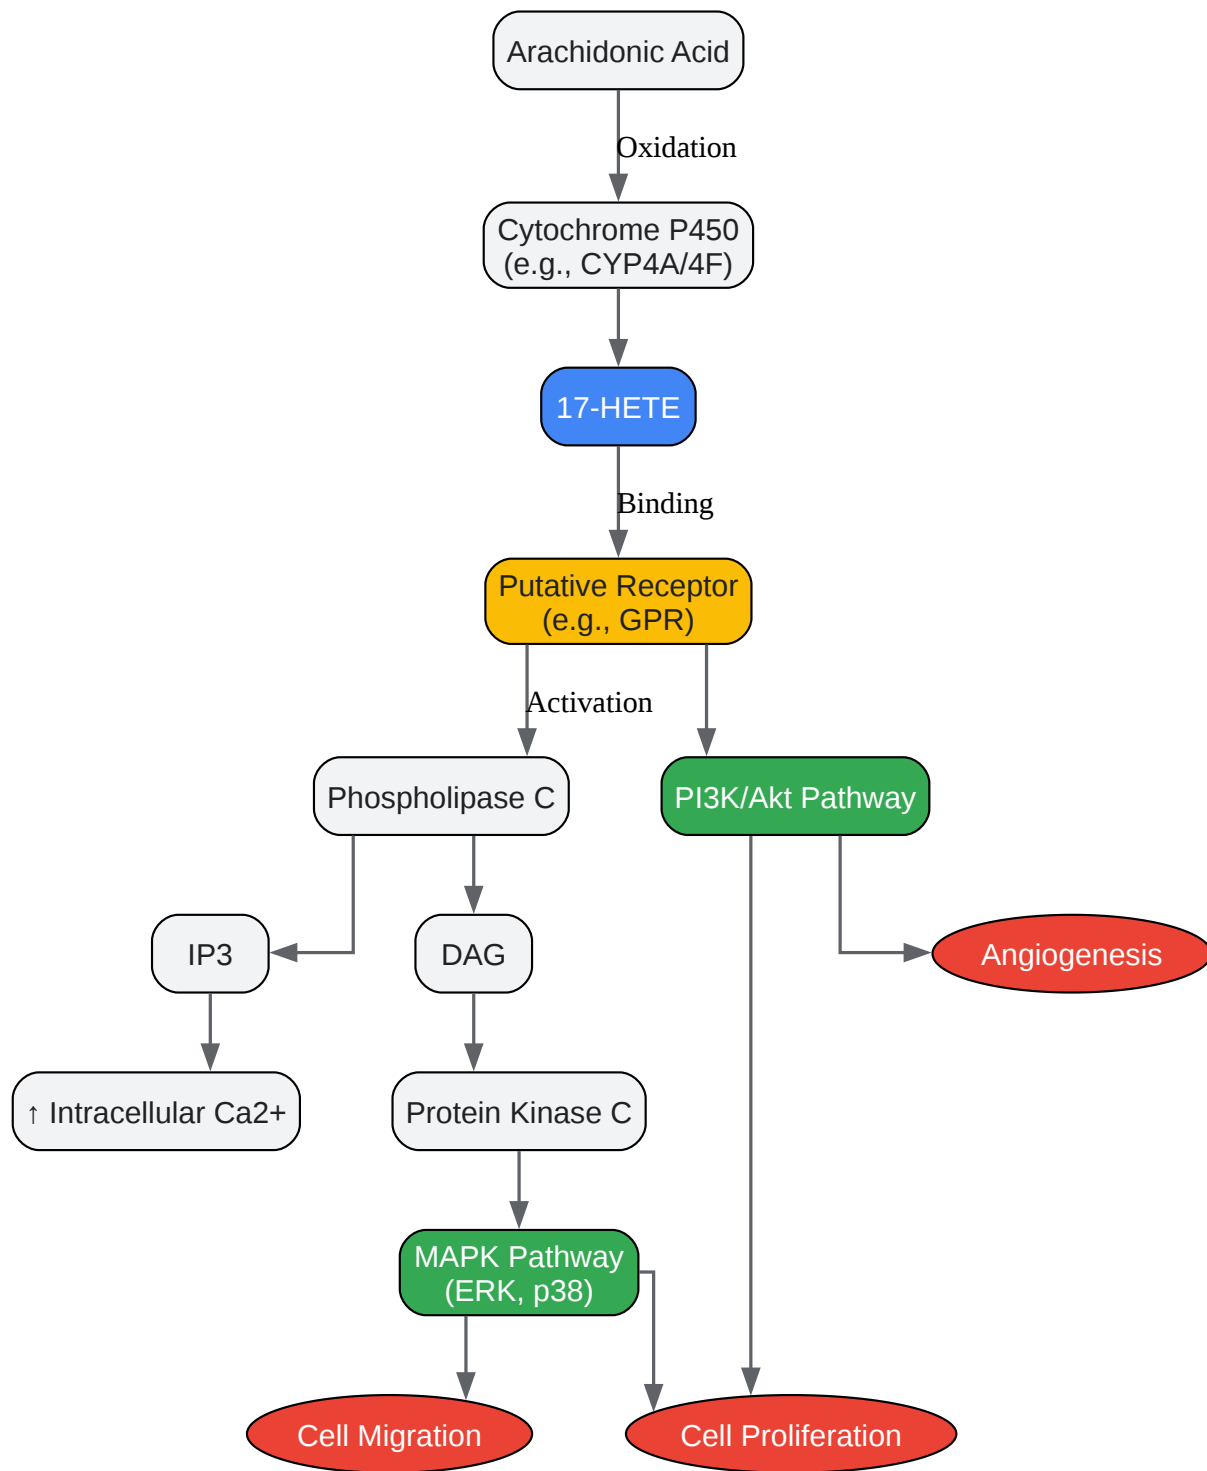 Arachidonic Acid
Oxidation
Cytochrome P450
(e.g., CYP4A/4F)
17-HETE
Binding
Putative Receptor
(e.g., GPR)
Activation
Phospholipase C
PI3K/Akt Pathway
IP3
DAG
Angiogenesis
↑ Intracellular Ca2+
Protein Kinase C
MAPK Pathway
(ERK, p38)
Cell Migration
Cell Proliferation